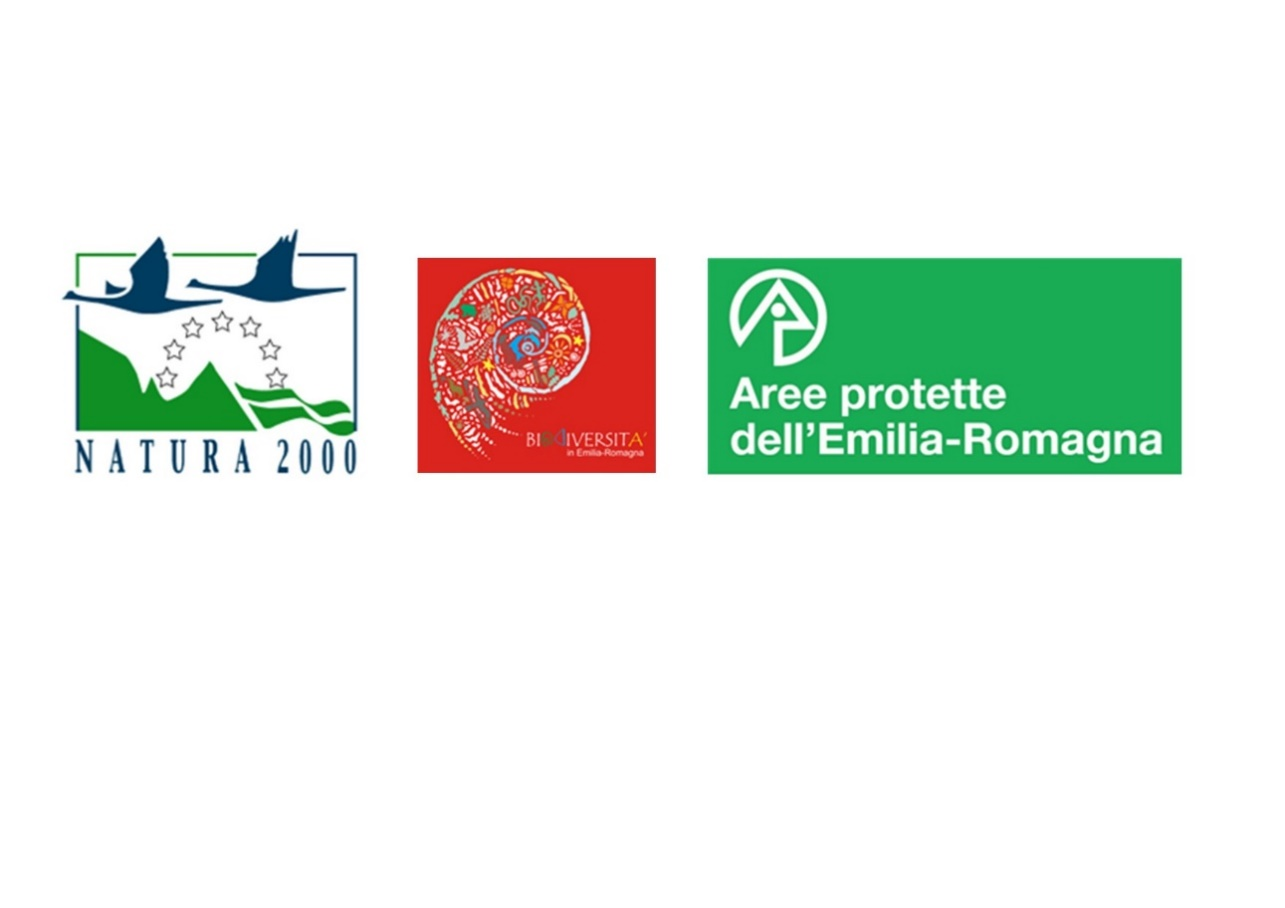 NATURA 2000
BIODIVERSITA'
in Emilia-Romagna
Aree protette
dell'Emilia-Romagna